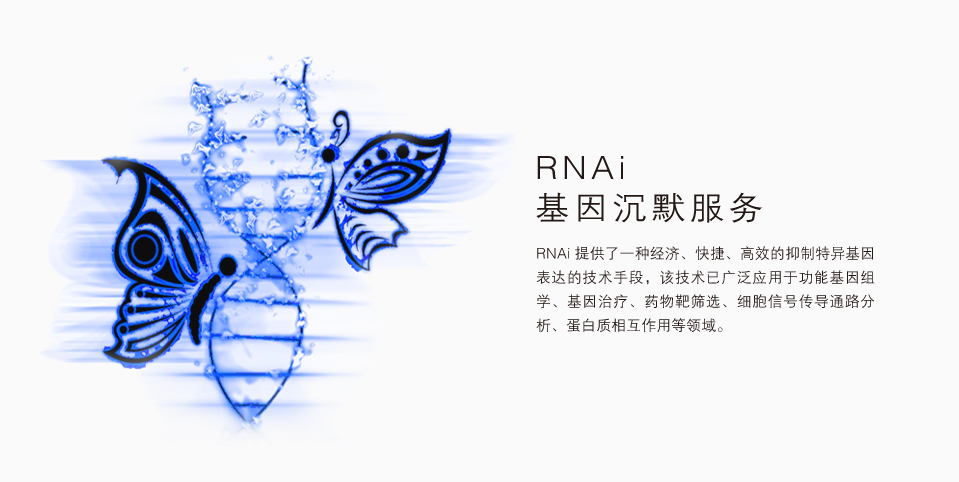 RNAi
基因沉默服务
RNAi 提供了一种经济、快捷、高效的抑制特异基因
表达的技术手段，该技术已广泛应用于功能基因组
学、基因治疗、药物靶筛选、细胞信号传导通路分
析、蛋白质相互作用等领域。